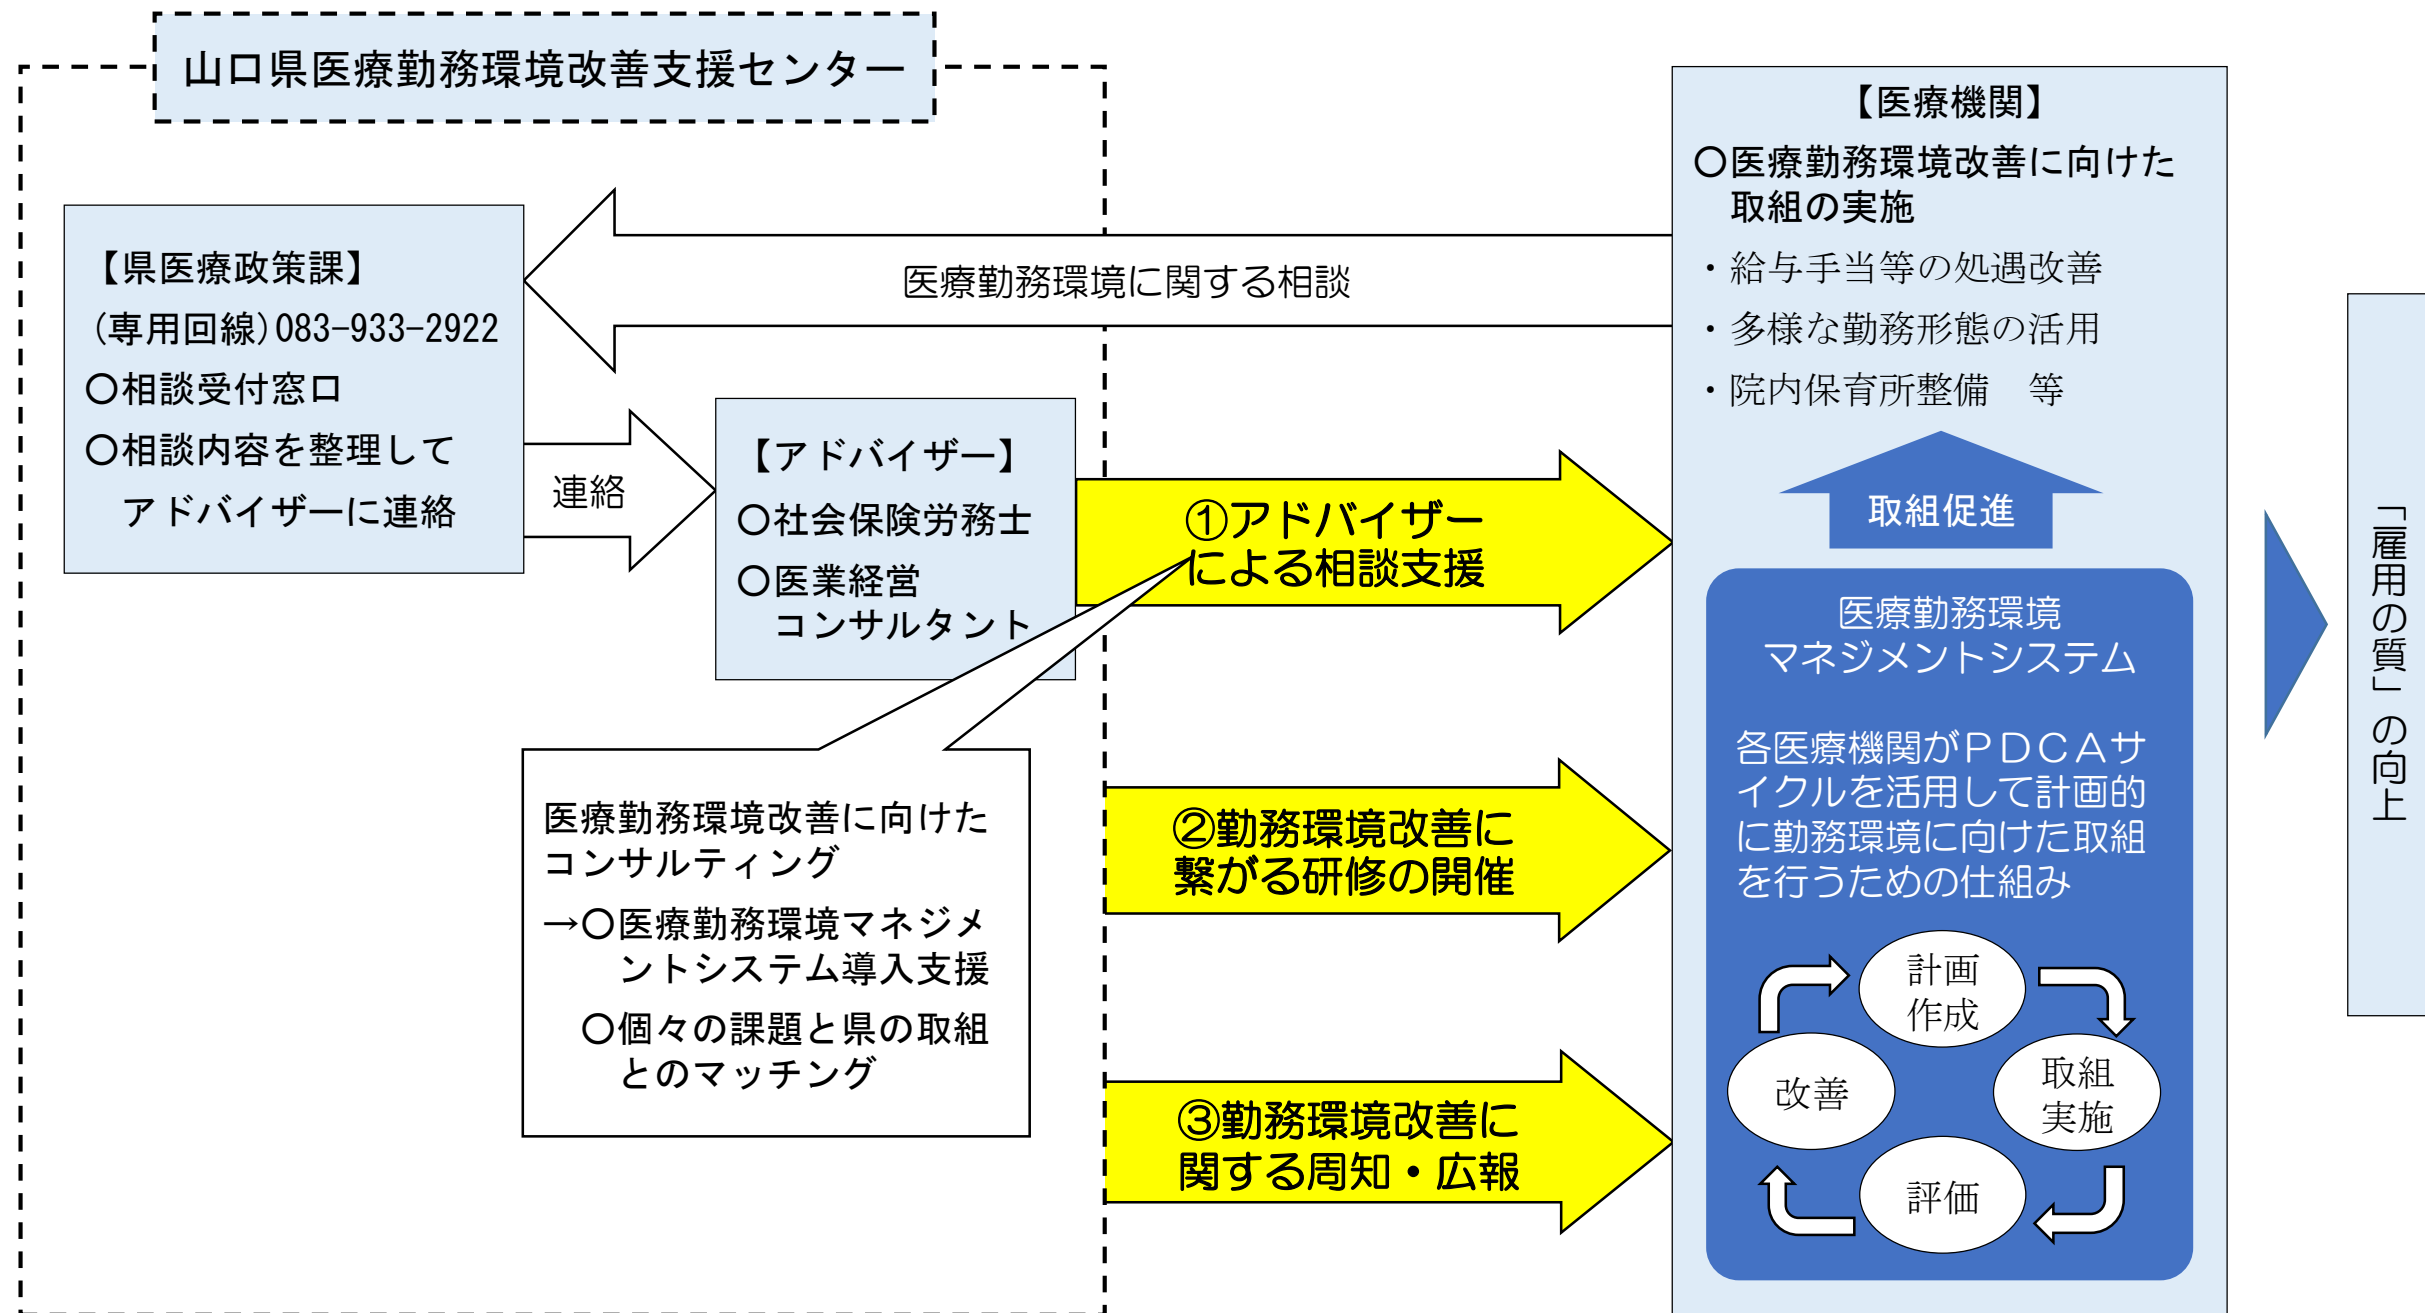 山口県医療勤務環境改善支援センター
【県医療政策課】
(専用回線)083-933-2922
〇相談受付窓口
〇相談内容を整理して
アドバイザーに連絡
医療勤務環境に関する相談
連絡
【アドバイザー】
〇社会保険労務士
〇医業経営
コンサルタント
①アドバイザー
による相談支援
医療勤務環境改善に向けた
コンサルティング
→〇医療勤務環境マネジメ
ントシステム導入支援
〇個々の課題と県の取組
とのマッチング
②勤務環境改善に
繋がる研修の開催
③勤務環境改善に
関する周知・広報
【医療機関】
〇医療勤務環境改善に向けた
取組の実施
・給与手当等の処遇改善
・多様な勤務形態の活用
・院内保育所整備　等
取組促進
医療勤務環境
マネジメントシステム
各医療機関がＰＤＣＡサ
イクルを活用して計画的
に勤務環境に向けた取組
を行うための仕組み
計画
作成
取組
実施
評価
改善
「雇用の質」の向上